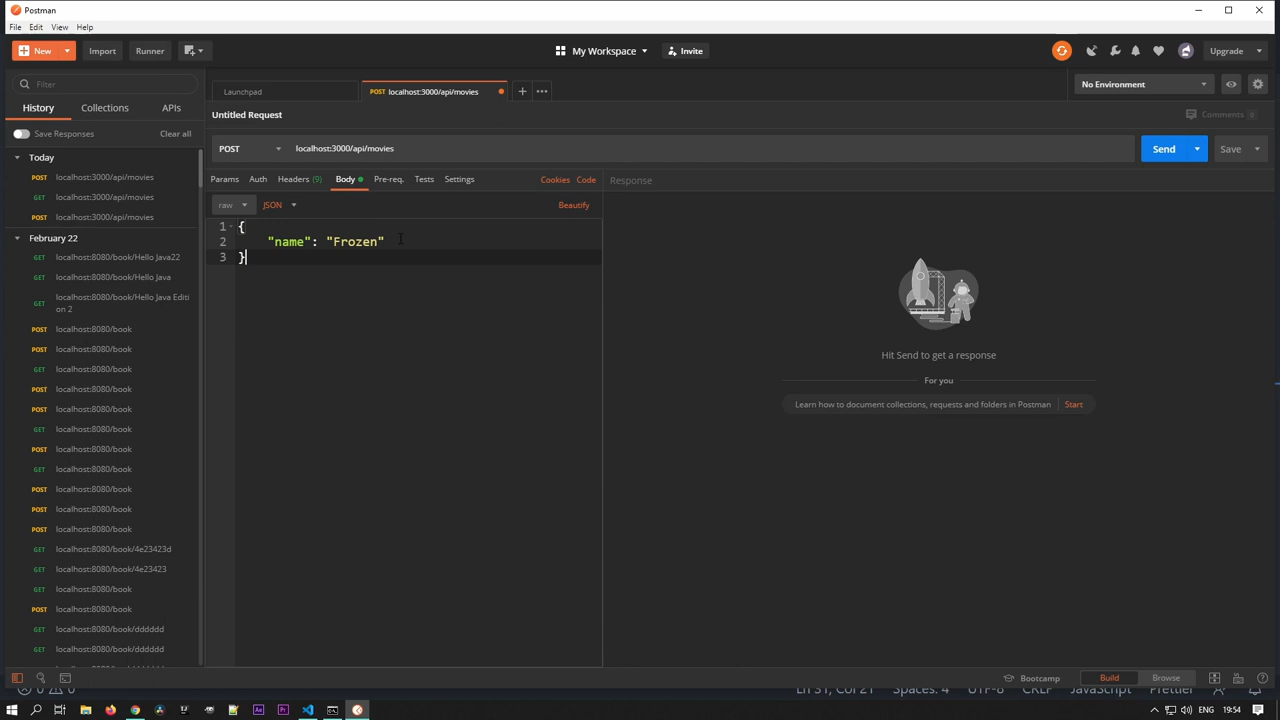 Postman
File Edit View Help
New Import Runner My Workspace Invite Upgrade
Filter
Launchpad POST localhost:3000/api/movies No Environment
History Collections APIs
Untitled Request Comments 0
Save Responses Clear all
POST localhost:3000/api/movies Send Save
Today
POST localhost:3000/api/movies
GET localhost:3000/api/movies
POST localhost:3000/api/movies
Params Auth Headers (9) Body Pre-req. Tests Settings Cookies Code Response
raw JSON Beautify
1 {
2 "name": "Frozen"
3 }
February 22
GET localhost:8080/book/Hello Java22
GET localhost:8080/book/Hello Java
GET localhost:8080/book/Hello Java Editi
on 2
POST localhost:8080/book
POST localhost:8080/book
GET localhost:8080/book
POST localhost:8080/book
POST localhost:8080/book
GET localhost:8080/book
POST localhost:8080/book
GET localhost:8080/book
POST localhost:8080/book
POST localhost:8080/book
POST localhost:8080/book
GET localhost:8080/book/4e23423d
GET localhost:8080/book/4e23423
GET localhost:8080/book
POST localhost:8080/book
GET localhost:8080/book/dddddd
GET localhost:8080/book/dddddd
Hit Send to get a response
For you
Learn how to document collections, requests and folders in Postman Start
Bootcamp Build Browse
0 0 Ln 31, Col 21 Spaces: 4 UTF-8 CRLF JavaScript Prettier
ENG 19:54